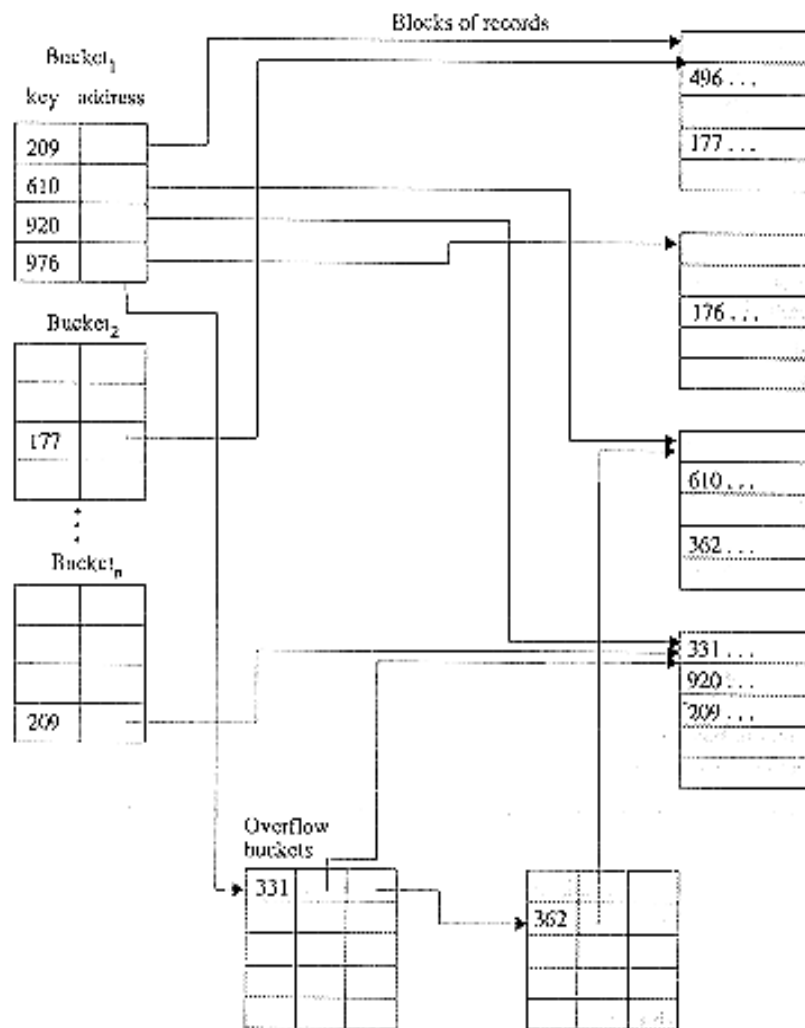 Blocks of records
Bucket1
key address
209
610
920
976
Bucket2
177
Bucketn
209
496 ...
177 ...
176 ...
610 ...
362 ...
331 ...
920 ...
209 ...
Overflow
buckets
331
362